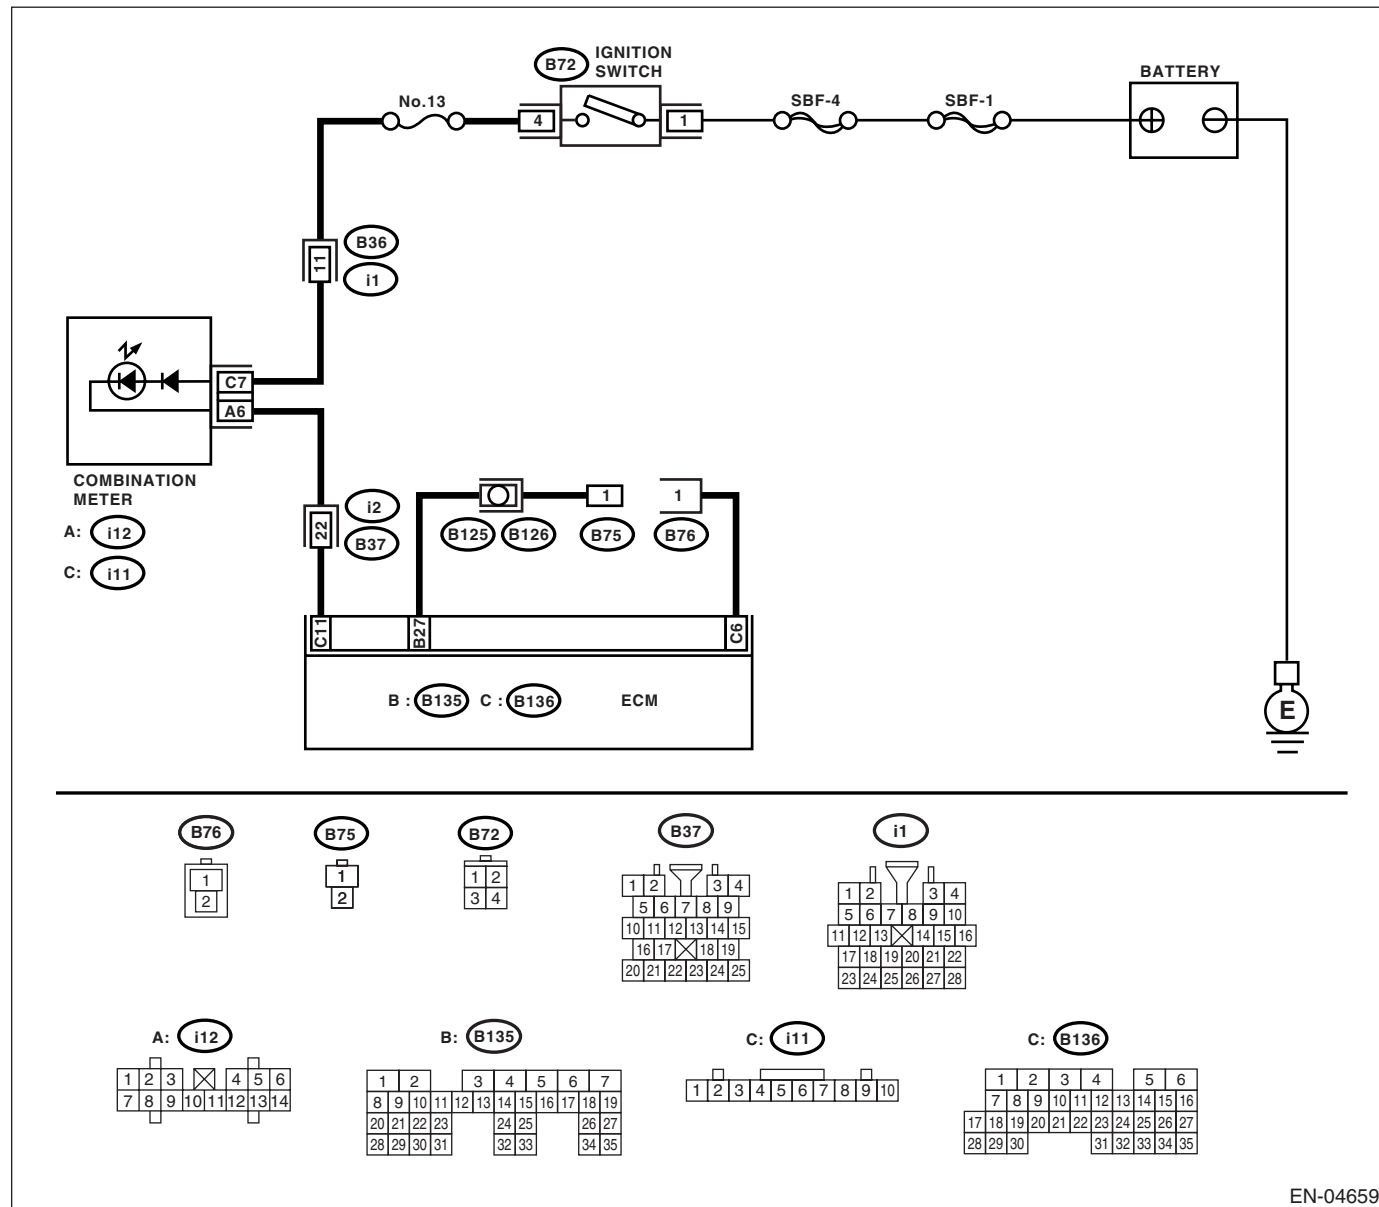 IGNITION
SWITCH
B72
BATTERY
No.13
4
1
SBF-4
SBF-1
B36
11
i1
C7
A6
COMBINATION
METER
A: i12
C: i11
i2
22
B37
1
1
B125
B126
B75
B76
C11
B27
C6
B : B135 C : B136 ECM
E
B76
1
2
B75
1
2
B72
1 2
3 4
B37
1 2 3 4
5 6 7 8 9
10 11 12 13 14 15
16 17 18 19
20 21 22 23 24 25
i1
1 2 3 4
5 6 7 8 9 10
11 12 13 14 15 16
17 18 19 20 21 22
23 24 25 26 27 28
A: i12
1 2 3 4 5 6
7 8 9 10 11 12 13 14
B: B135
1 2 3 4 5 6 7
8 9 10 11 12 13 14 15 16 17 18 19
20 21 22 23 24 25 26 27
28 29 30 31 32 33 34 35
C: i11
1 2 3 4 5 6 7 8 9 10
C: B136
1 2 3 4 5 6
7 8 9 10 11 12 13 14 15 16
17 18 19 20 21 22 23 24 25 26 27
28 29 30 31 32 33 34 35
EN-04659